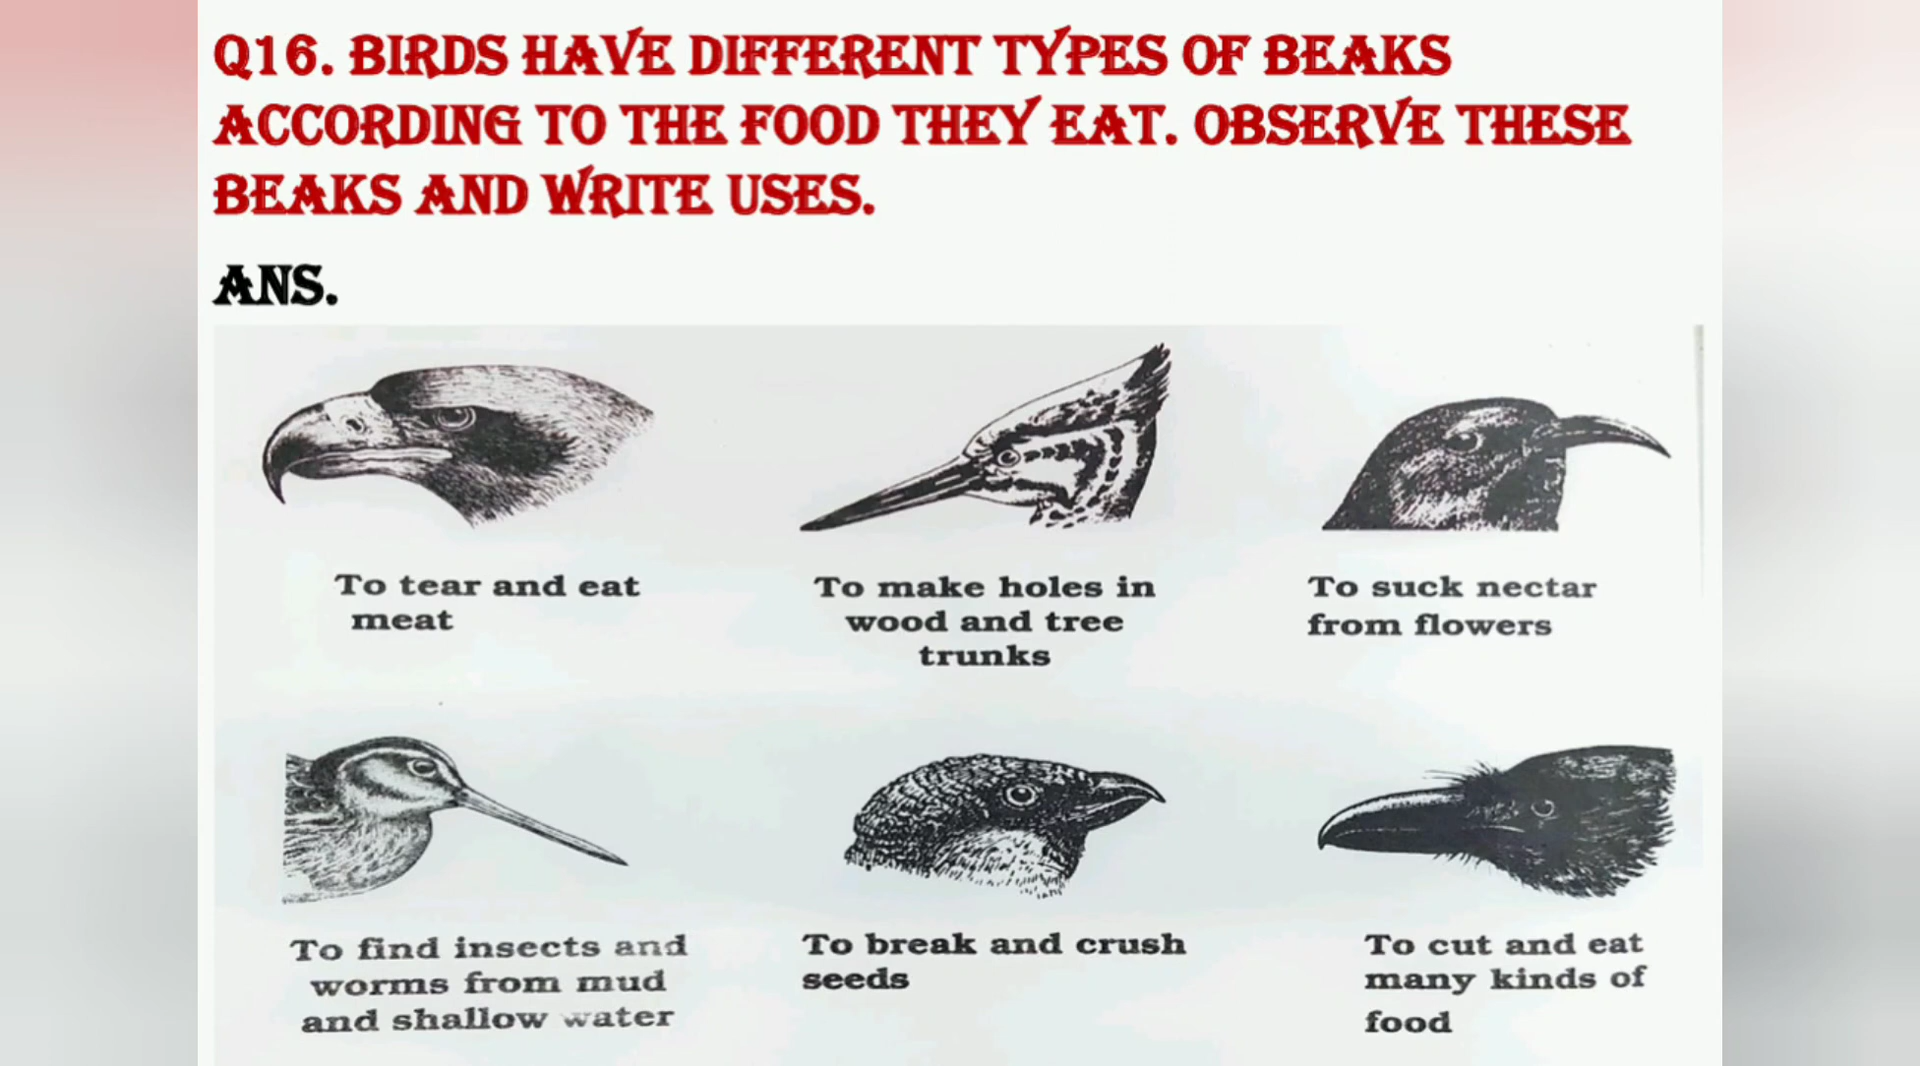 Q16. BIRDS HAVE DIFFERENT TYPES OF BEAKS
ACCORDING TO THE FOOD THEY EAT. OBSERVE THESE
BEAKS AND WRITE USES.
ANS.
To tear and eat
meat
To make holes in
wood and tree
trunks
To suck nectar
from flowers
To find insects and
worms from mud
and shallow water
To break and crush
seeds
To cut and eat
many kinds of
food